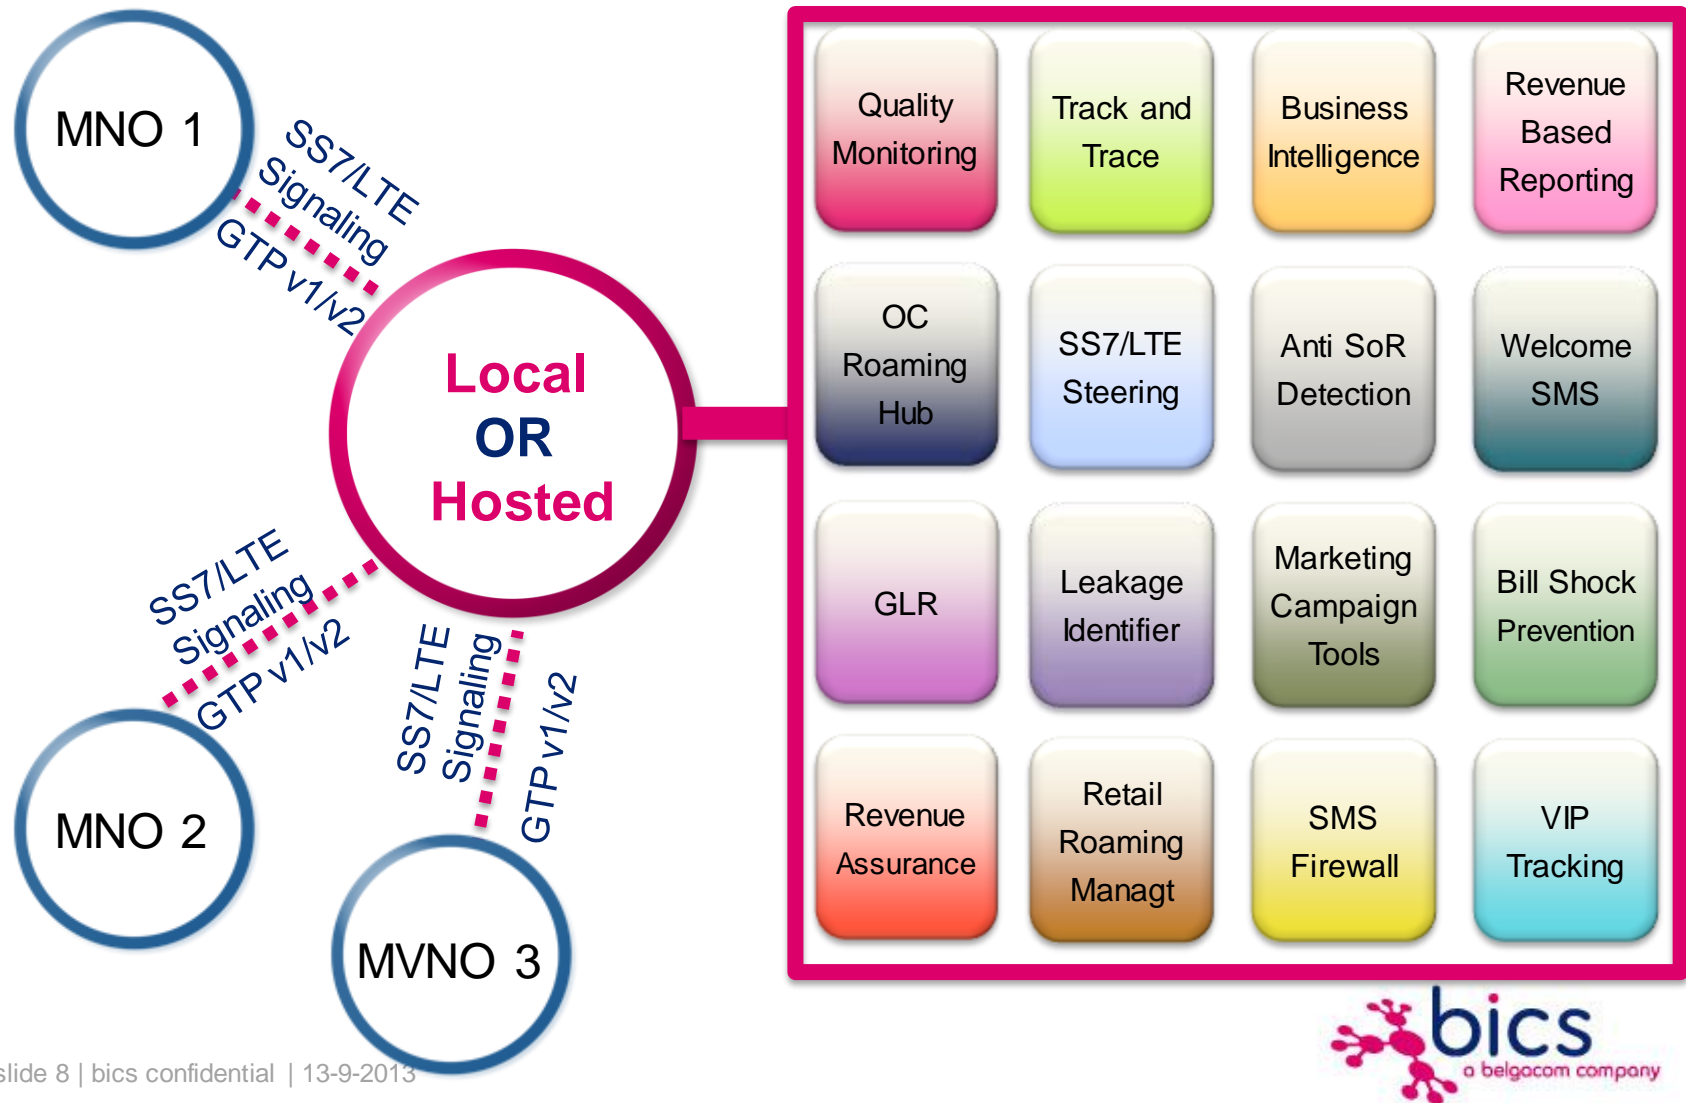 MNO 1
SS7/LTE
Signaling
GTP v1/v2
Local
OR
Hosted
SS7/LTE
Signaling
GTP v1/v2
MNO 2
SS7/LTE
Signaling
GTP v1/v2
MVNO 3
Quality
Monitoring
Track and
Trace
Business
Intelligence
Revenue
Based
Reporting
OC
Roaming
Hub
SS7/LTE
Steering
Anti SoR
Detection
Welcome
SMS
GLR
Leakage
Identifier
Marketing
Campaign
Tools
Bill Shock
Prevention
Revenue
Assurance
Retail
Roaming
Managt
SMS
Firewall
VIP
Tracking
slide 8 | bics confidential | 13-9-2013
bics
a belgacom company